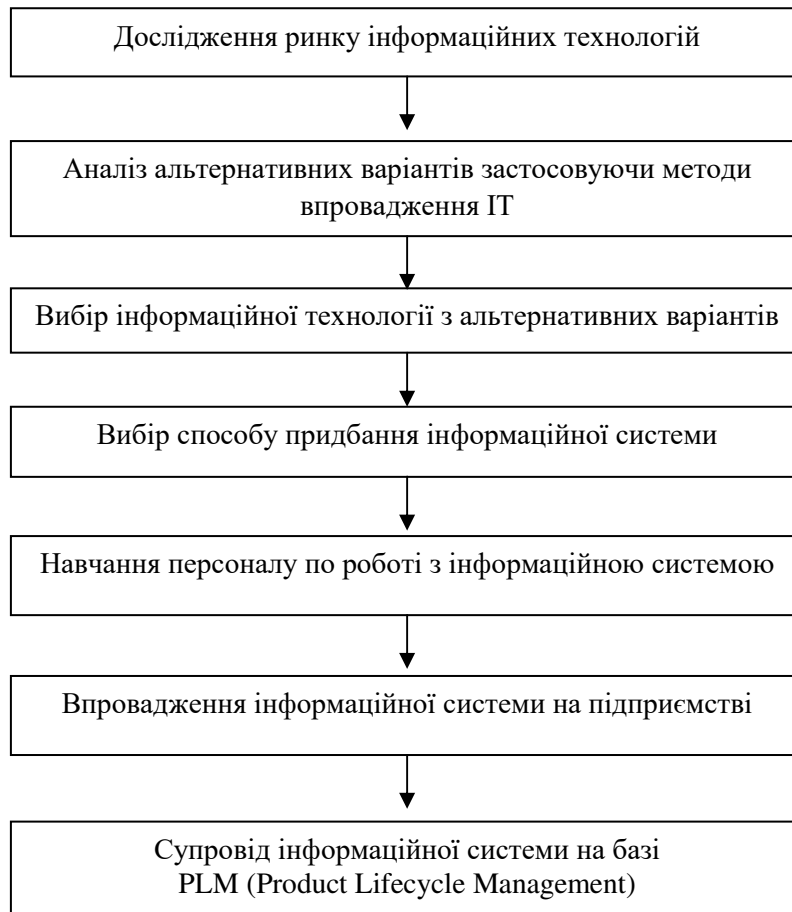 Дослідження ринку інформаційних технологій
Аналіз альтернативних варіантів застосовуючи методи
впровадження ІТ
Вибір інформаційної технології з альтернативних варіантів
Вибір способу придбання інформаційної системи
Навчання персоналу по роботі з інформаційною системою
Впровадження інформаційної системи на підприємстві
Супровід інформаційної системи на базі
PLM (Product Lifecycle Management)